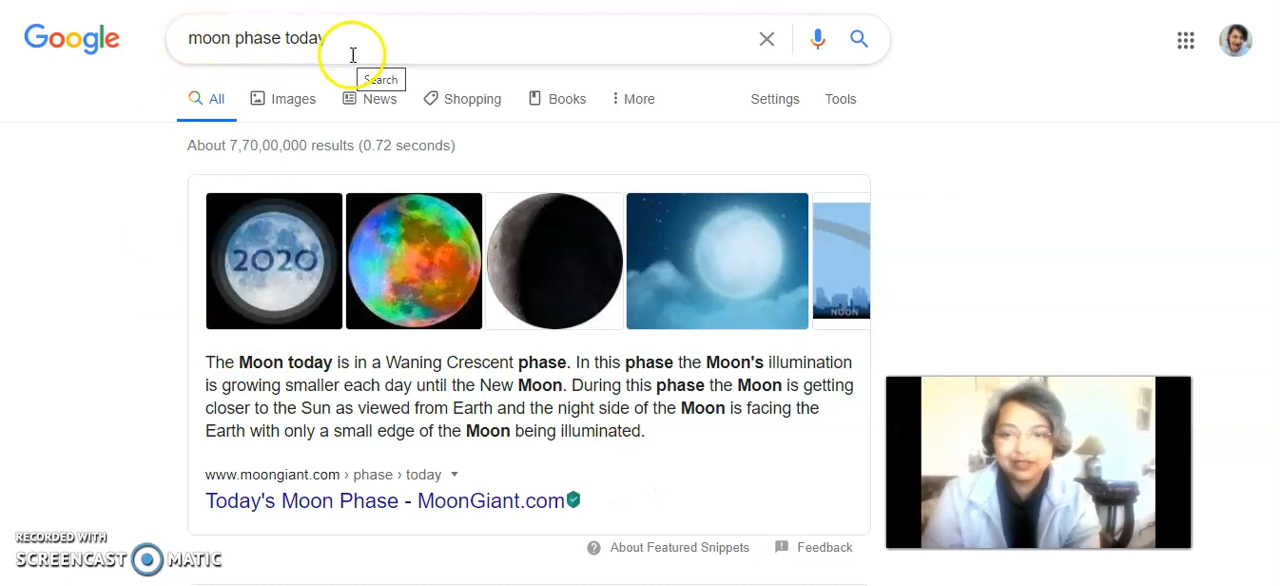 Google
moon phase today
Search
All Images News Shopping Books More Settings Tools
About 7,70,00,000 results (0.72 seconds)
2020
NOON
The Moon today is in a Waning Crescent phase. In this phase the Moon's illumination
is growing smaller each day until the New Moon. During this phase the Moon is getting
closer to the Sun as viewed from Earth and the night side of the Moon is facing the
Earth with only a small edge of the Moon being illuminated.
www.moongiant.com › phase › today
Today's Moon Phase - MoonGiant.com
About Featured Snippets Feedback
RECORDED WITH
SCREENCAST MATIC